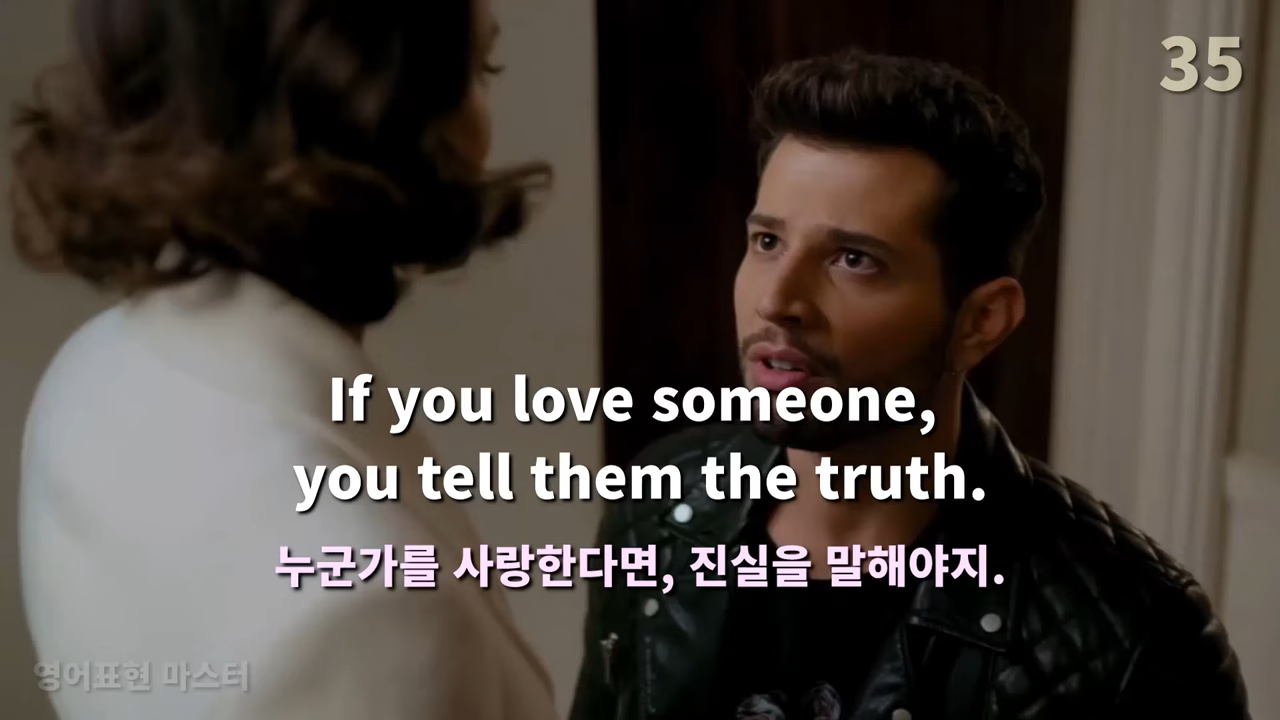 35
If you love someone,
you tell them the truth.
누군가를 사랑한다면, 진실을 말해야지.
영어표현 마스터